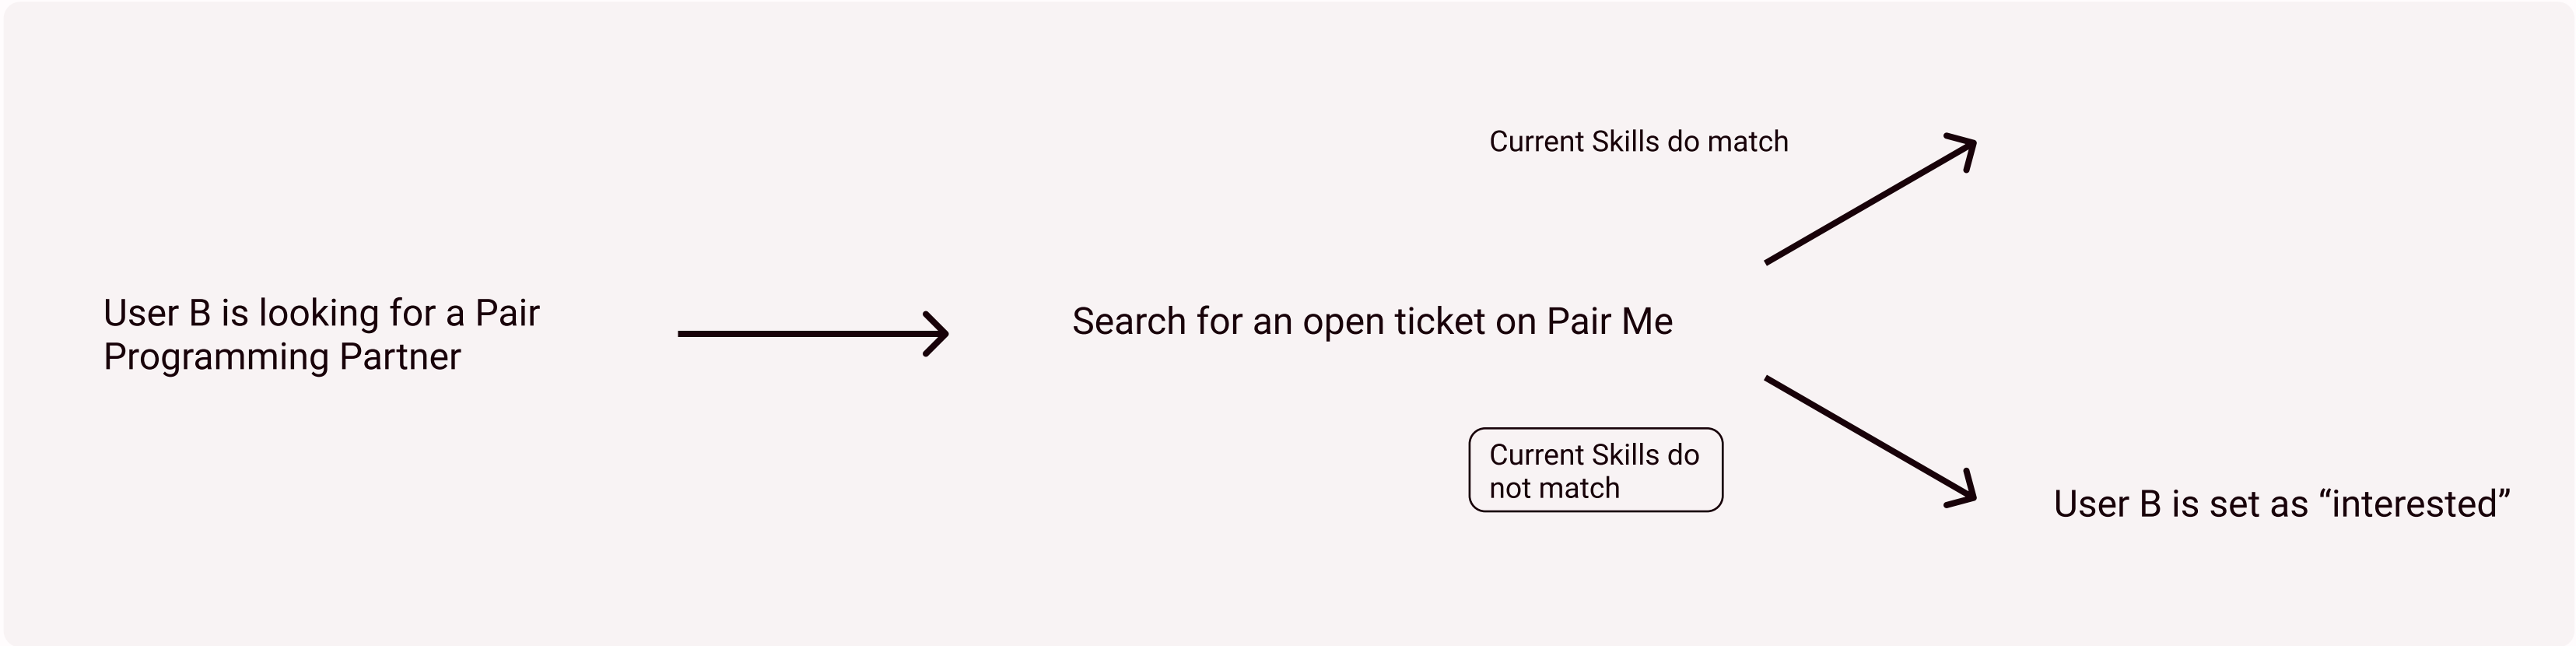 Current Skills do match
User B is looking for a Pair
Programming Partner
Search for an open ticket on Pair Me
Current Skills do
not match
User B is set as “interested”